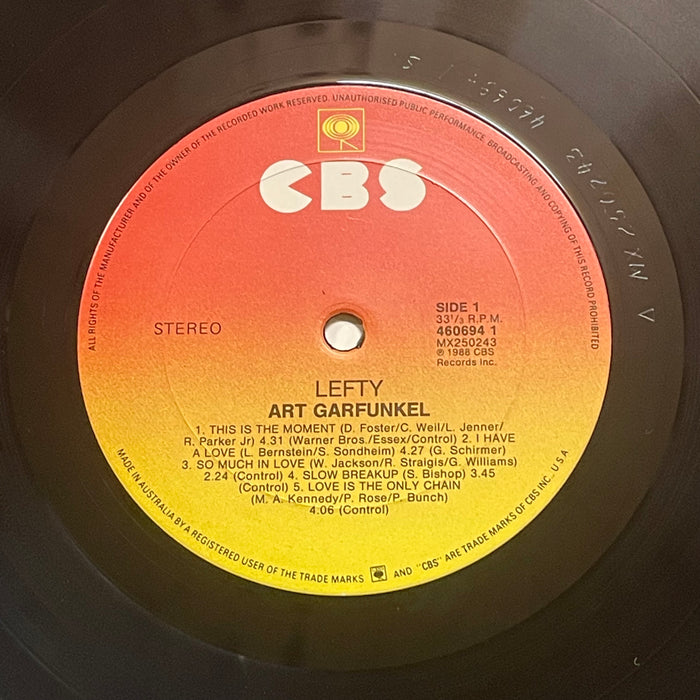 ALL RIGHTS OF THE MANUFACTURER AND OF THE OWNER OF THE RECORDED WORK RESERVED. UNAUTHORISED PUBLIC PERFORMANCE, BROADCASTING AND COPYING OF THIS RECORD PROHIBITED
CBS
STEREO
SIDE 1
33 1/3 R.P.M.
460694 1
MX250243
℗ 1988 CBS
Records Inc.
LEFTY
ART GARFUNKEL
1. THIS IS THE MOMENT (D. Foster/C. Weil/L. Jenner/
R. Parker Jr) 4.31 (Warner Bros./Essex/Control) 2. I HAVE
A LOVE (L. Bernstein/S. Sondheim) 4.27 (G. Schirmer)
3. SO MUCH IN LOVE (W. Jackson/R. Straigis/G. Williams)
2.24 (Control) 4. SLOW BREAKUP (S. Bishop) 3.45
(Control) 5. LOVE IS THE ONLY CHAIN
(M. A. Kennedy/P. Rose/P. Bunch)
4.06 (Control)
MADE IN AUSTRALIA BY A REGISTERED USER OF THE TRADE MARKS AND "CBS" ARE TRADE MARKS OF CBS INC., U S A